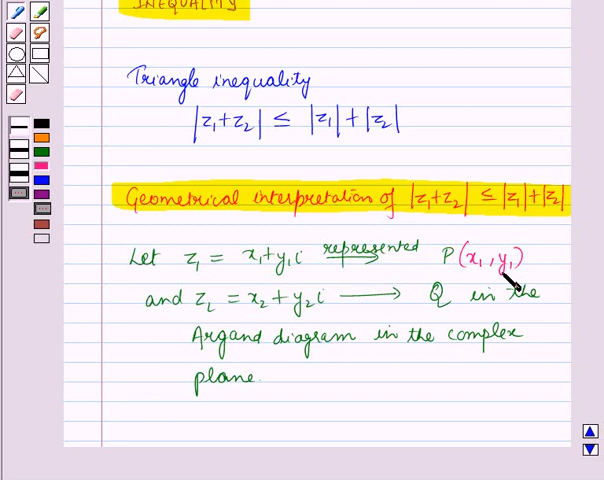 INEQUALITY
Triangle inequality
|z₁+z₂| ≤ |z₁|+|z₂|
Geometrical interpretation of |z₁+z₂| ≤ |z₁|+|z₂|
Let z₁ = x₁+y₁i represented P(x₁,y₁)
and z₂ = x₂+y₂i ⟶ Q in the
Argand diagram in the complex
plane.